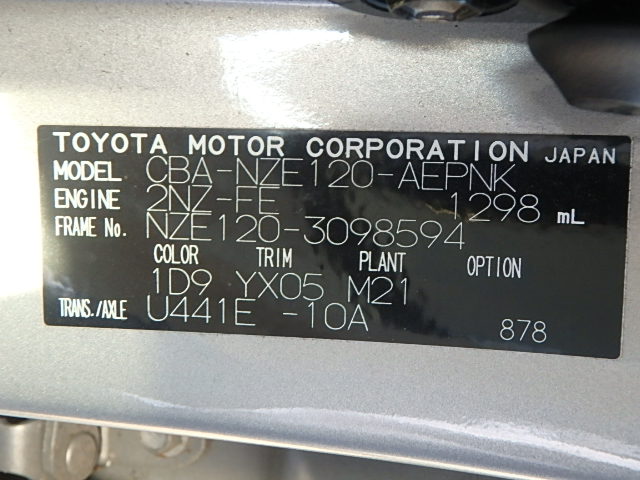 TOYOTA MOTOR CORPORATION JAPAN
MODEL CBA-NZE120-AEPNK
ENGINE 2NZ-FE 1298 mL
FRAME No. NZE120-3098594
COLOR TRIM PLANT OPTION
1D9 YX05 M21
TRANS./AXLE U441E -10A 878